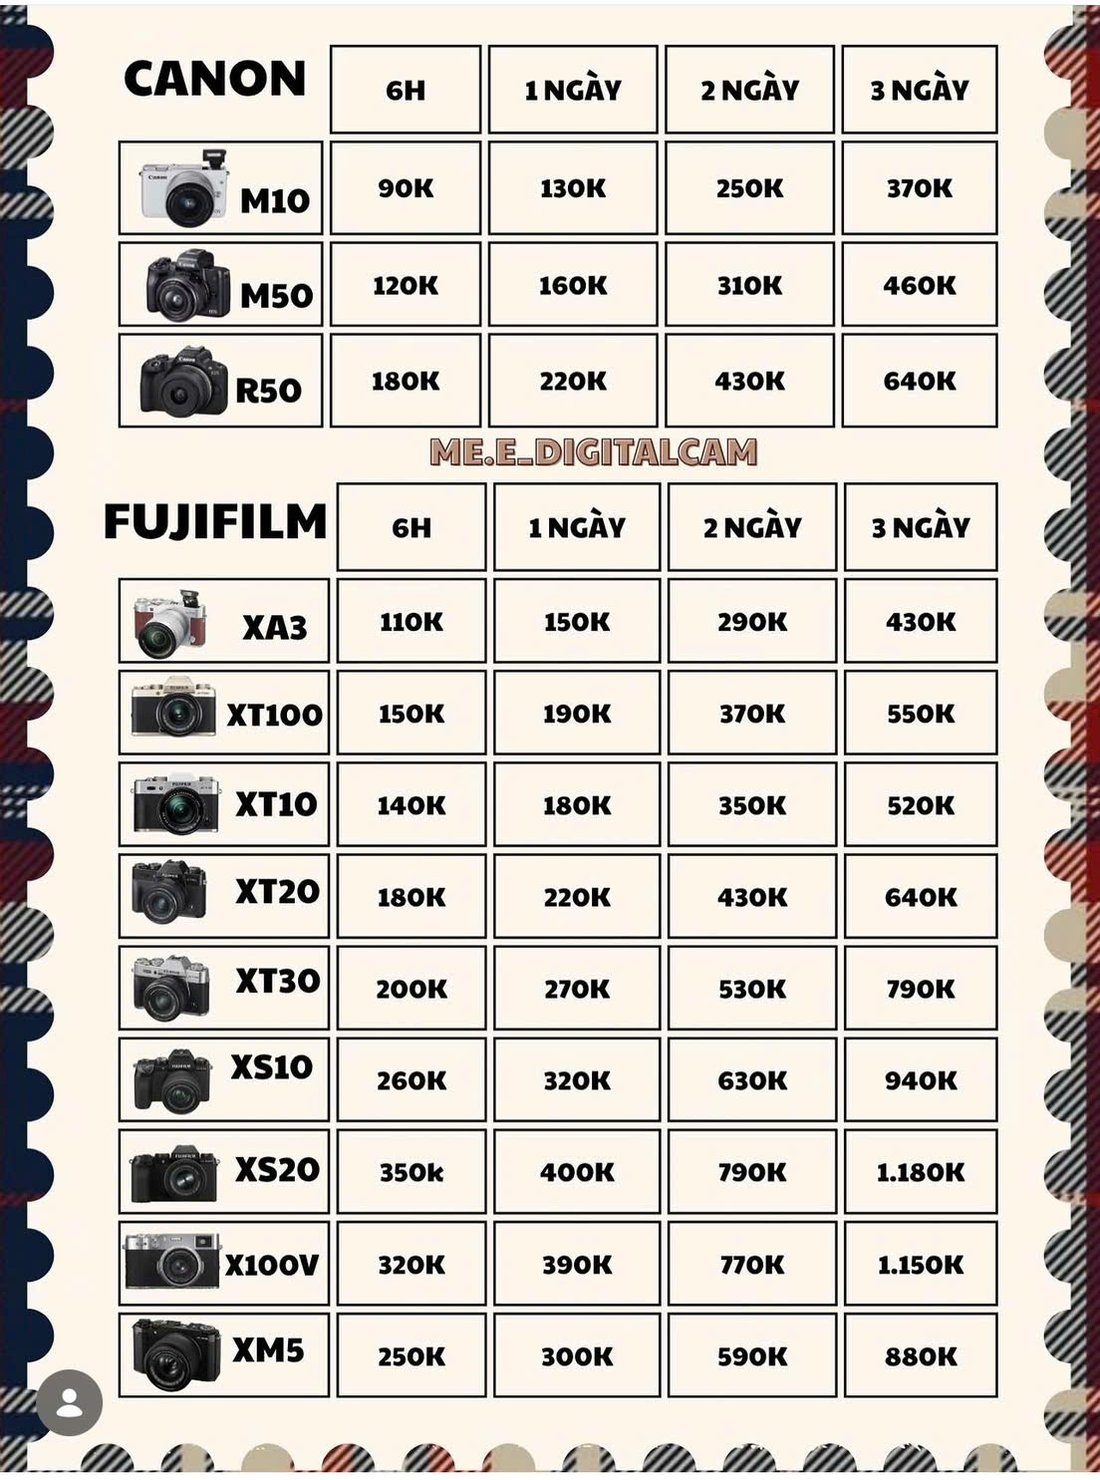 CANON 6H 1 NGÀY 2 NGÀY 3 NGÀY
M10 90K 130K 250K 370K
M50 120K 160K 310K 460K
R50 180K 220K 430K 640K
ME.E_DIGITALCAM
FUJIFILM 6H 1 NGÀY 2 NGÀY 3 NGÀY
XA3 110K 150K 290K 430K
XT100 150K 190K 370K 550K
XT10 140K 180K 350K 520K
XT20 180K 220K 430K 640K
XT30 200K 270K 530K 790K
XS10 260K 320K 630K 940K
XS20 350k 400K 790K 1.180K
X100V 320K 390K 770K 1.150K
XM5 250K 300K 590K 880K